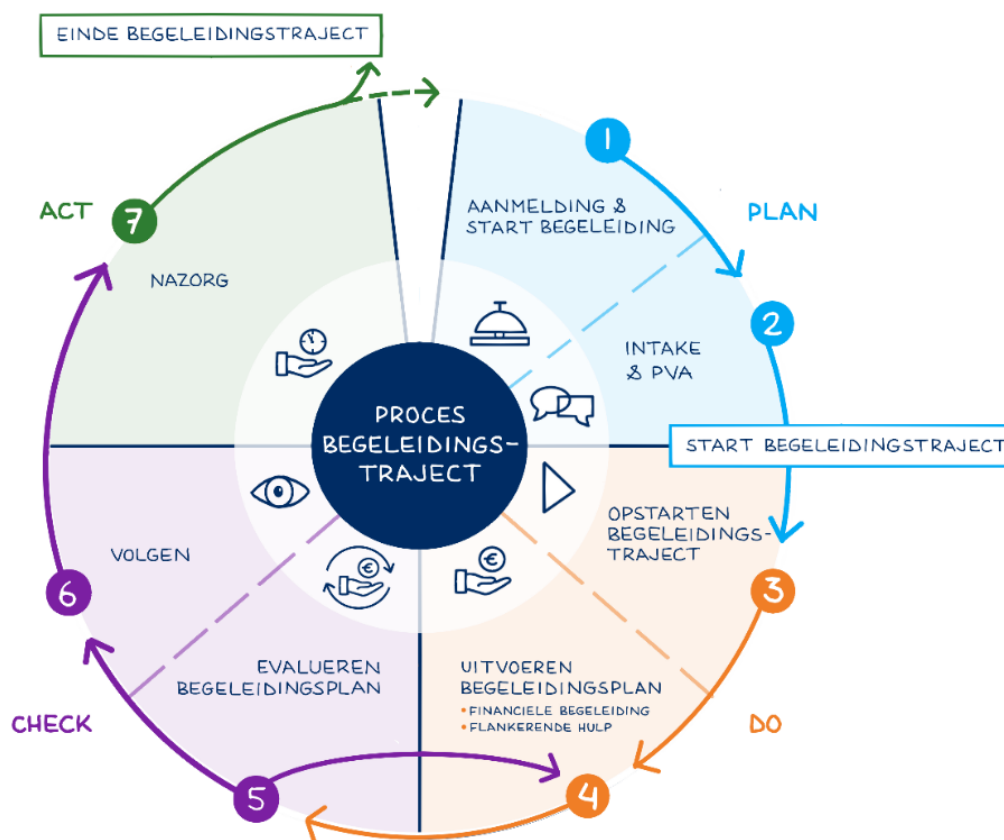 EINDE BEGELEIDINGSTRAJECT
1
AANMELDING &
START BEGELEIDING
PLAN
2
INTAKE
& PVA
START BEGELEIDINGSTRAJECT
PROCES
BEGELEIDINGS-
TRAJECT
OPSTARTEN
BEGELEIDINGS-
TRAJECT
3
DO
UITVOEREN
BEGELEIDINGSPLAN
• FINANCIELE BEGELEIDING
• FLANKERENDE HULP
4
€
EVALUEREN
BEGELEIDINGSPLAN
5
€
CHECK
VOLGEN
6
NAZORG
7
ACT